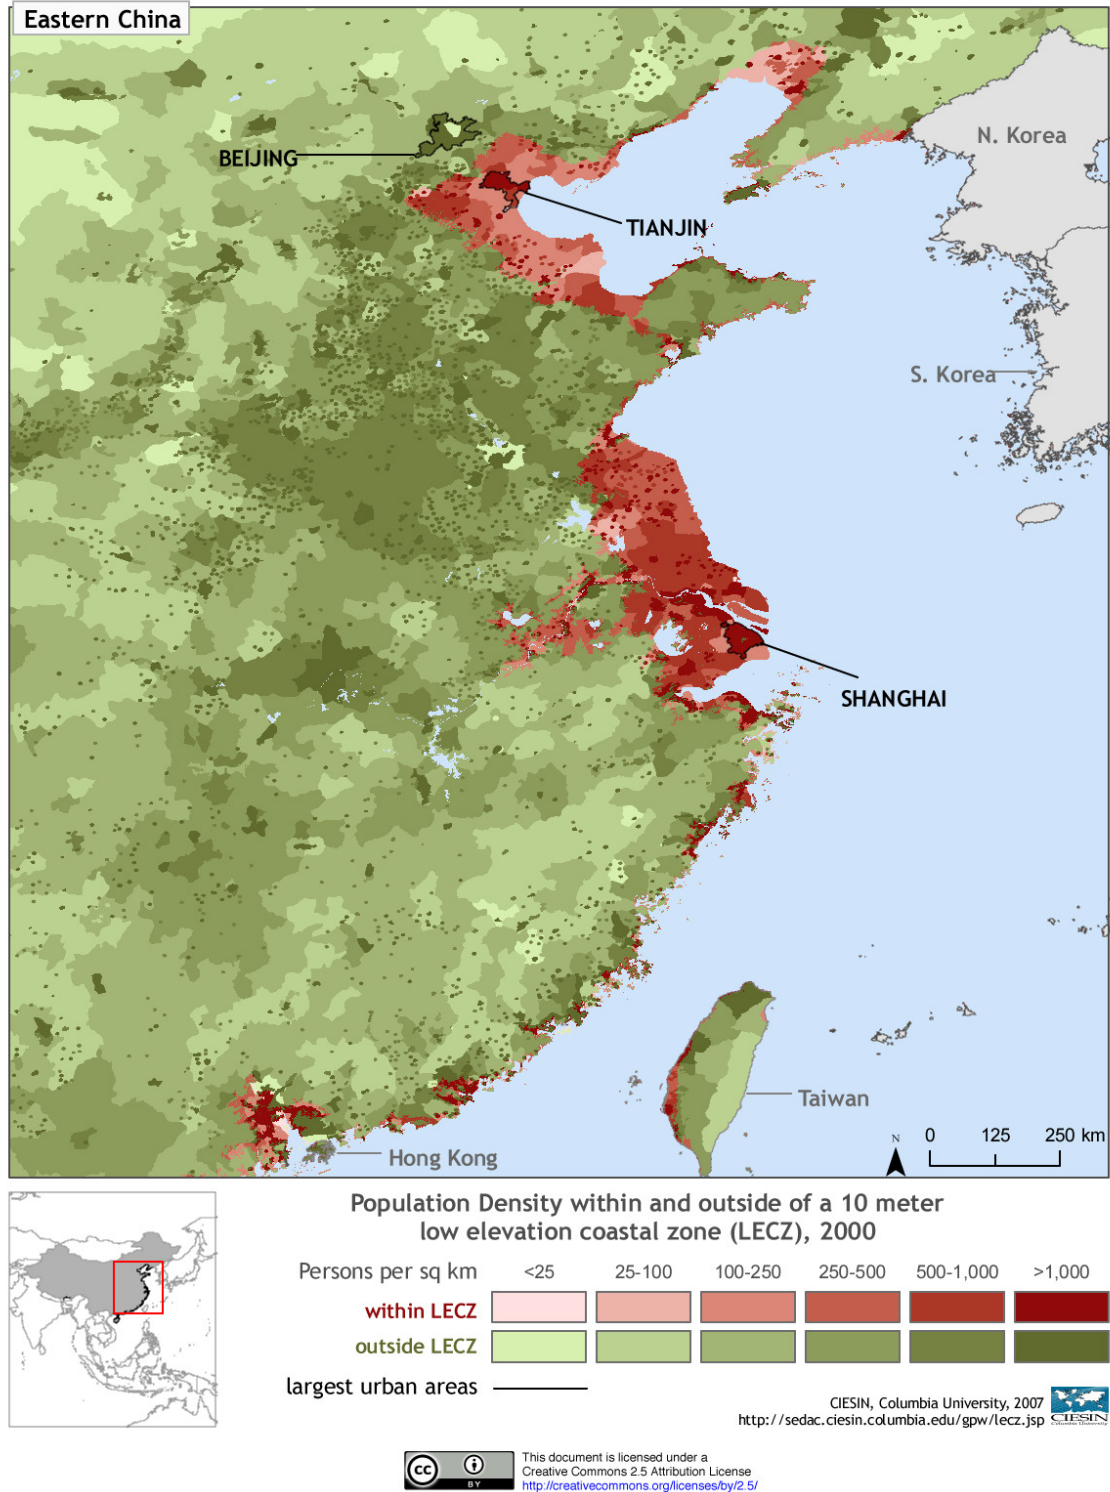 Eastern China
N. Korea
BEIJING
TIANJIN
S. Korea
SHANGHAI
Taiwan
Hong Kong
N
0 125 250 km
Population Density within and outside of a 10 meter
low elevation coastal zone (LECZ), 2000
Persons per sq km <25 25-100 100-250 250-500 500-1,000 >1,000
within LECZ
outside LECZ
largest urban areas
CIESIN, Columbia University, 2007
http://sedac.ciesin.columbia.edu/gpw/lecz.jsp
CIESIN
Columbia University
cc BY
This document is licensed under a
Creative Commons 2.5 Attribution License
http://creativecommons.org/licenses/by/2.5/